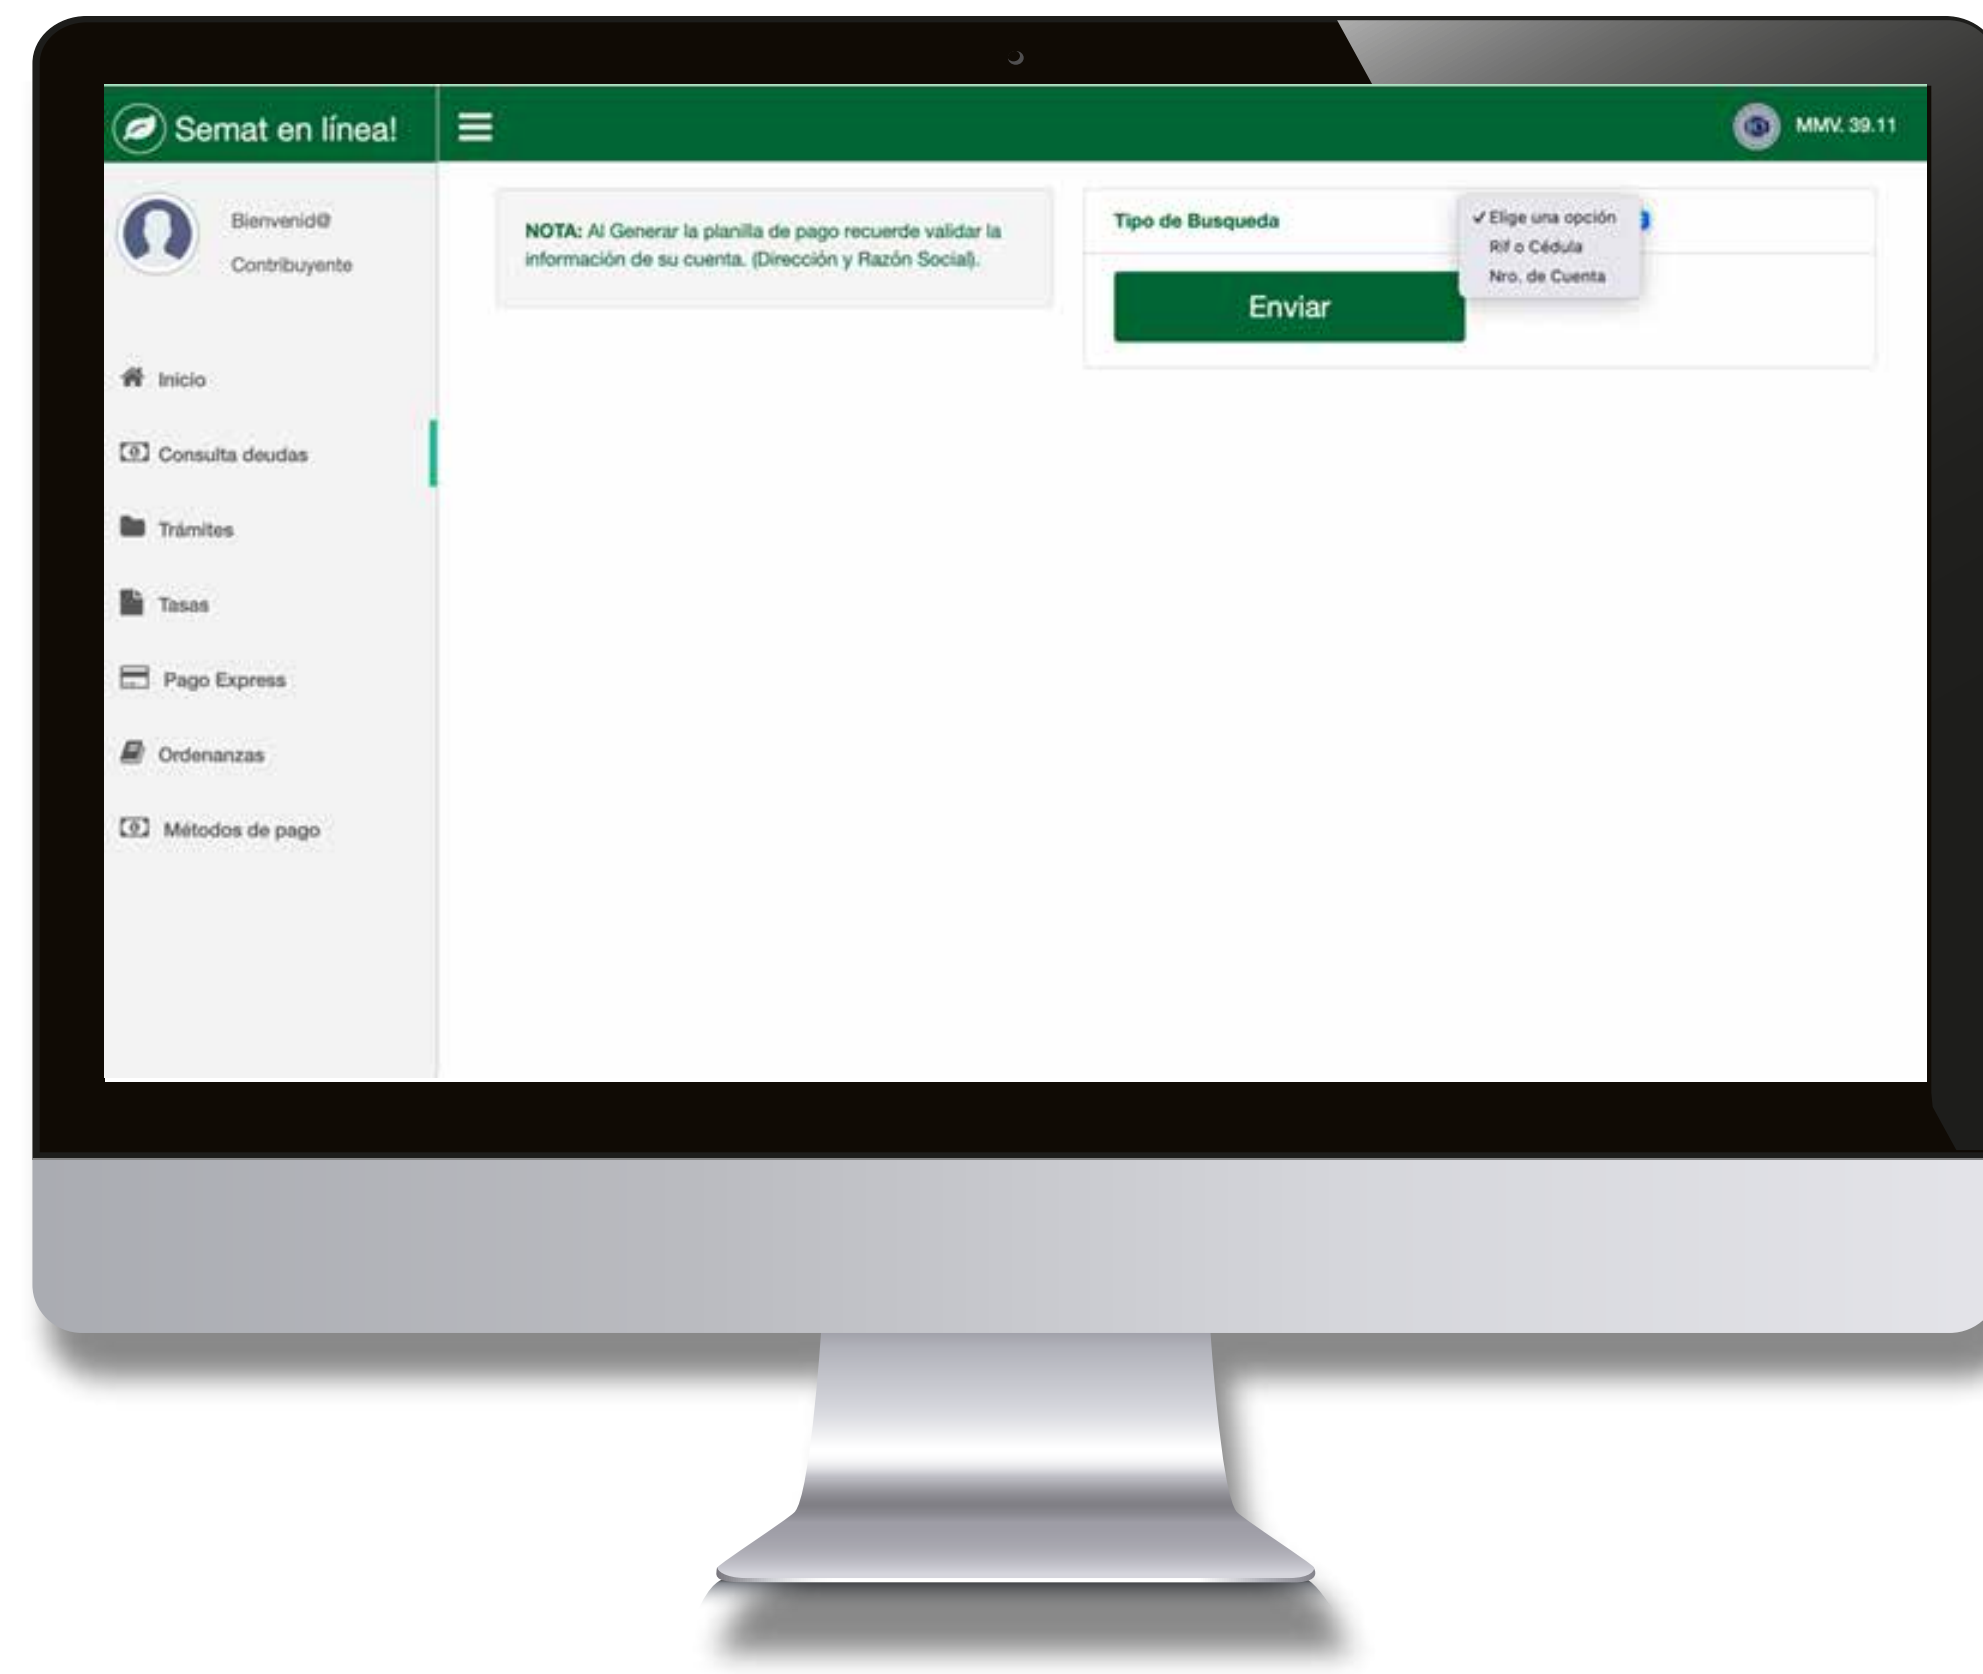 Semat en línea!
MMV. 39.11
Bienvenid@
Contribuyente
Inicio
Consulta deudas
Trámites
Tasas
Pago Express
Ordenanzas
Métodos de pago
NOTA: Al Generar la planilla de pago recuerde validar la
información de su cuenta. (Dirección y Razón Social).
Tipo de Busqueda
✓ Elige una opción
Rif o Cédula
Nro. de Cuenta
Enviar